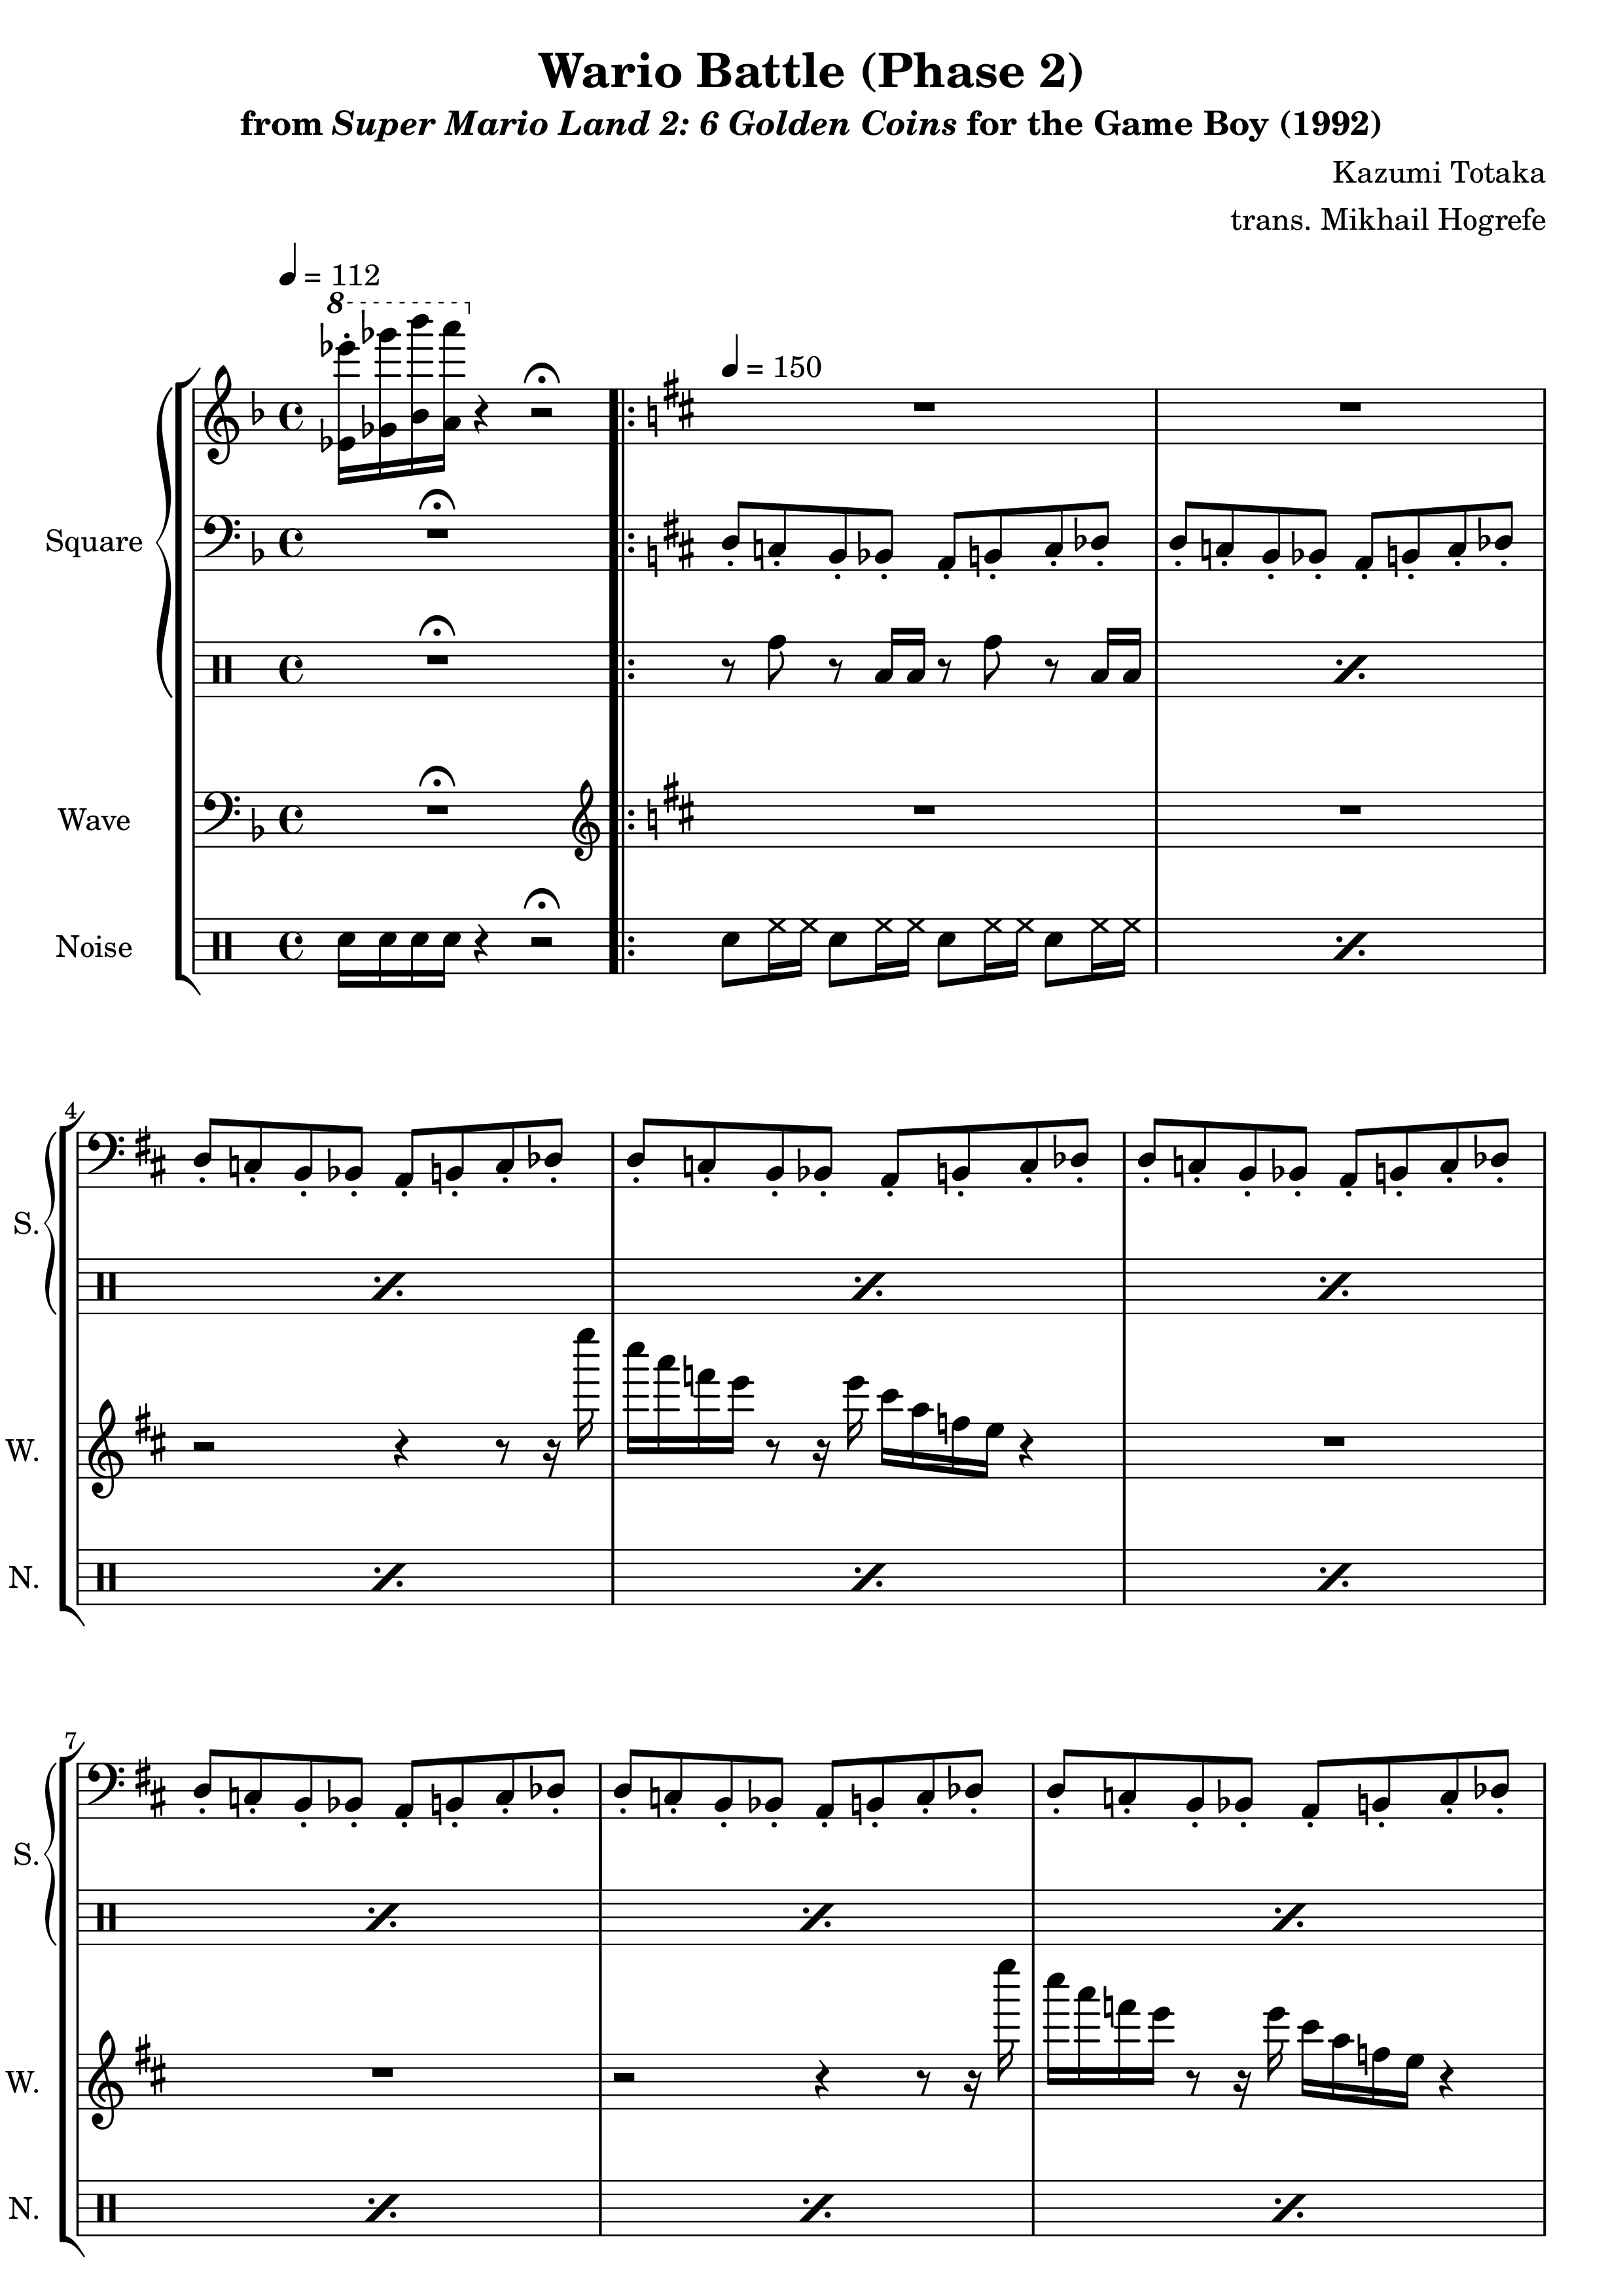 Wario Battle (Phase 2)
from Super Mario Land 2: 6 Golden Coins for the Game Boy (1992)
Kazumi Totaka
trans. Mikhail Hogrefe
= 112
8
= 150
Square
Wave
Noise
4
S.
W.
N.
7
S.
W.
N.